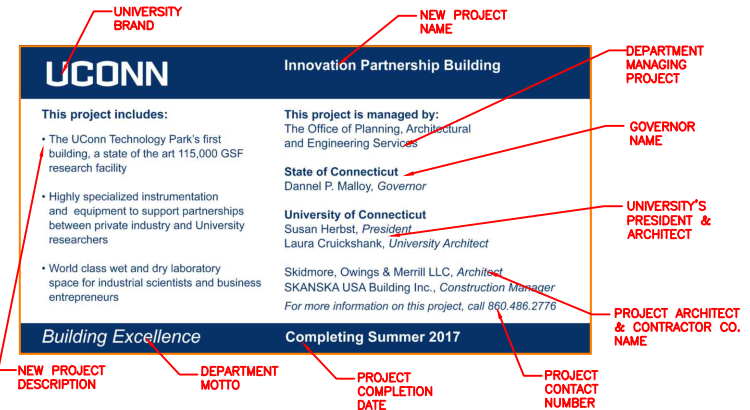 UNIVERSITY
BRAND
NEW PROJECT
NAME
DEPARTMENT
MANAGING
PROJECT
UCONN
Innovation Partnership Building
This project includes:
• The UConn Technology Park's first
building, a state of the art 115,000 GSF
research facility
• Highly specialized instrumentation
and equipment to support partnerships
between private industry and University
researchers
• World class wet and dry laboratory
space for industrial scientists and business
entrepreneurs
This project is managed by:
The Office of Planning, Architectural
and Engineering Services
State of Connecticut
Dannel P. Malloy, Governor
University of Connecticut
Susan Herbst, President
Laura Cruickshank, University Architect
Skidmore, Owings & Merrill LLC, Architect
SKANSKA USA Building Inc., Construction Manager
For more information on this project, call 860.486.2776
GOVERNOR
NAME
UNIVERSITY'S
PRESIDENT &
ARCHITECT
PROJECT ARCHITECT
& CONTRACTOR CO.
NAME
Building Excellence
Completing Summer 2017
NEW PROJECT
DESCRIPTION
DEPARTMENT
MOTTO
PROJECT
COMPLETION
DATE
PROJECT
CONTACT
NUMBER